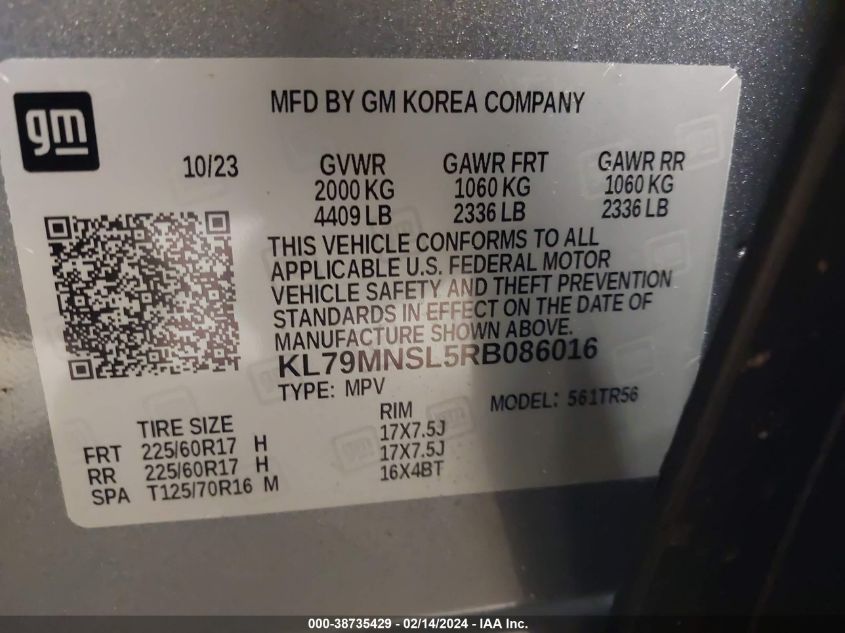 gm
MFD BY GM KOREA COMPANY
10/23 GVWR GAWR FRT GAWR RR
2000 KG 1060 KG 1060 KG
4409 LB 2336 LB 2336 LB
THIS VEHICLE CONFORMS TO ALL
APPLICABLE U.S. FEDERAL MOTOR
VEHICLE SAFETY AND THEFT PREVENTION
STANDARDS IN EFFECT ON THE DATE OF
MANUFACTURE SHOWN ABOVE.
KL79MNSL5RB086016
TYPE: MPV MODEL: 561TR56
TIRE SIZE RIM
FRT 225/60R17 H 17X7.5J
RR 225/60R17 H 17X7.5J
SPA T125/70R16 M 16X4BT
000-38735429 - 02/14/2024 - IAA Inc.